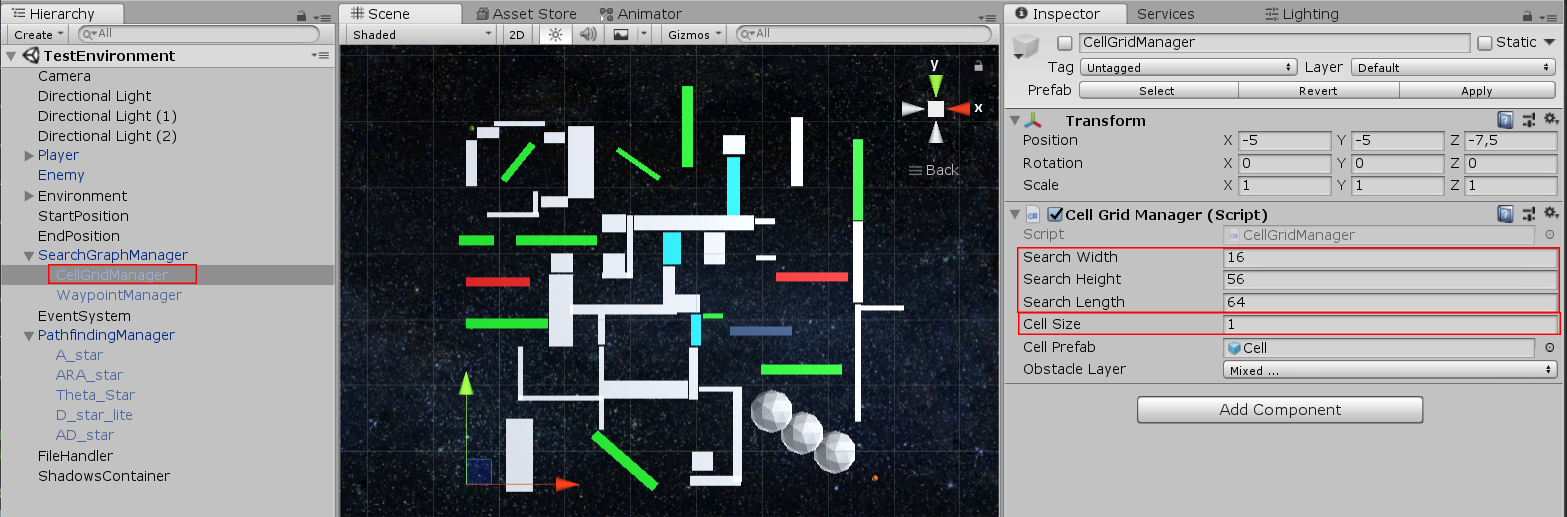 Hierarchy
Create
All
TestEnvironment
Camera
Directional Light
Directional Light (1)
Directional Light (2)
Player
Enemy
Environment
StartPosition
EndPosition
SearchGraphManager
CellGridManager
WaypointManager
EventSystem
PathfindingManager
A_star
ARA_star
Theta_Star
D_star_lite
AD_star
FileHandler
ShadowsContainer
Scene Asset Store Animator
Shaded 2D Gizmos All
y
x
Back
Inspector Services Lighting
CellGridManager Static
Tag Untagged Layer Default
Prefab Select Revert Apply
Transform
Position X -5 Y -5 Z -7,5
Rotation X 0 Y 0 Z 0
Scale X 1 Y 1 Z 1
Cell Grid Manager (Script)
Script CellGridManager
Search Width 16
Search Height 56
Search Length 64
Cell Size 1
Cell Prefab Cell
Obstacle Layer Mixed ...
Add Component